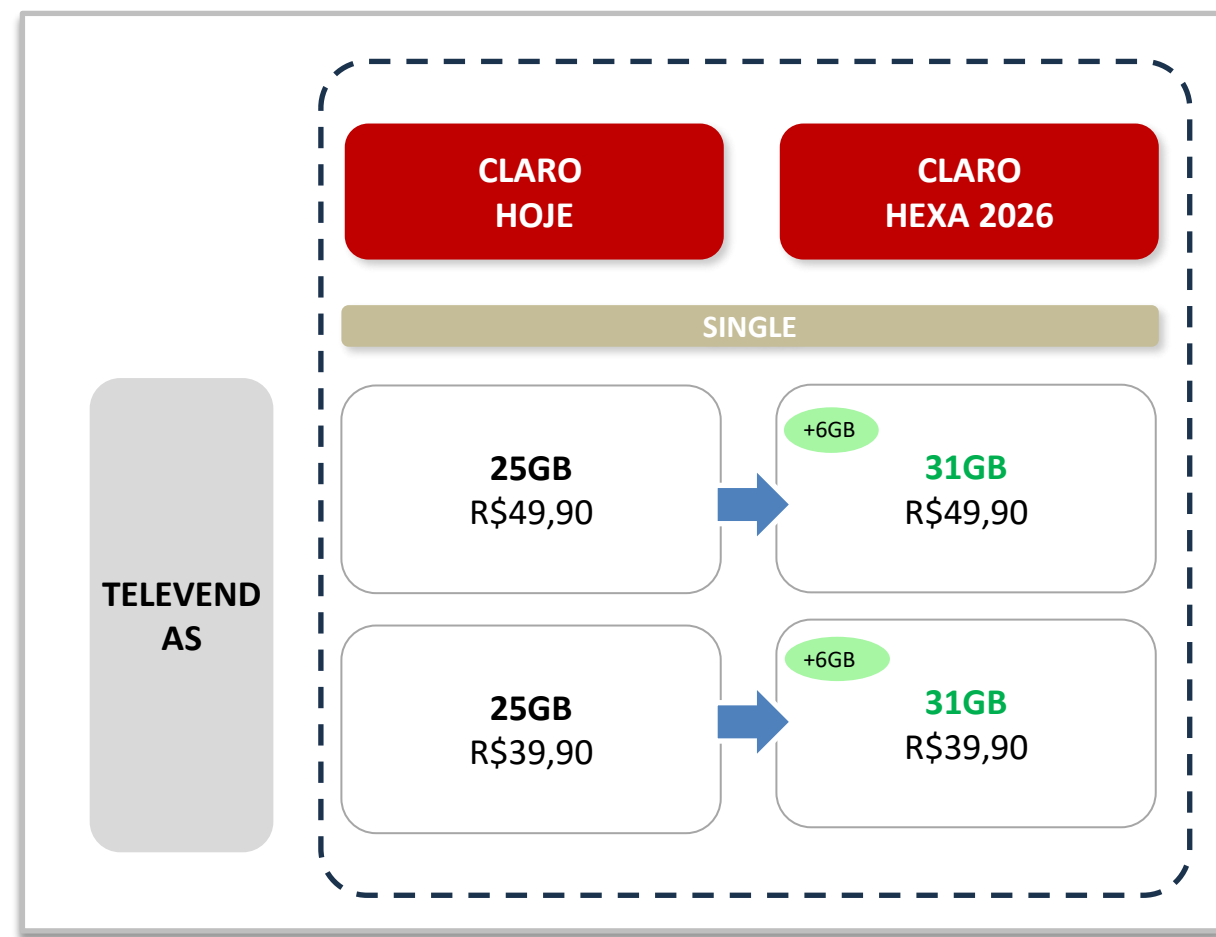 CLARO
HOJE
CLARO
HEXA 2026
SINGLE
TELEVEND
AS
25GB
R$49,90
+6GB
31GB
R$49,90
25GB
R$39,90
+6GB
31GB
R$39,90